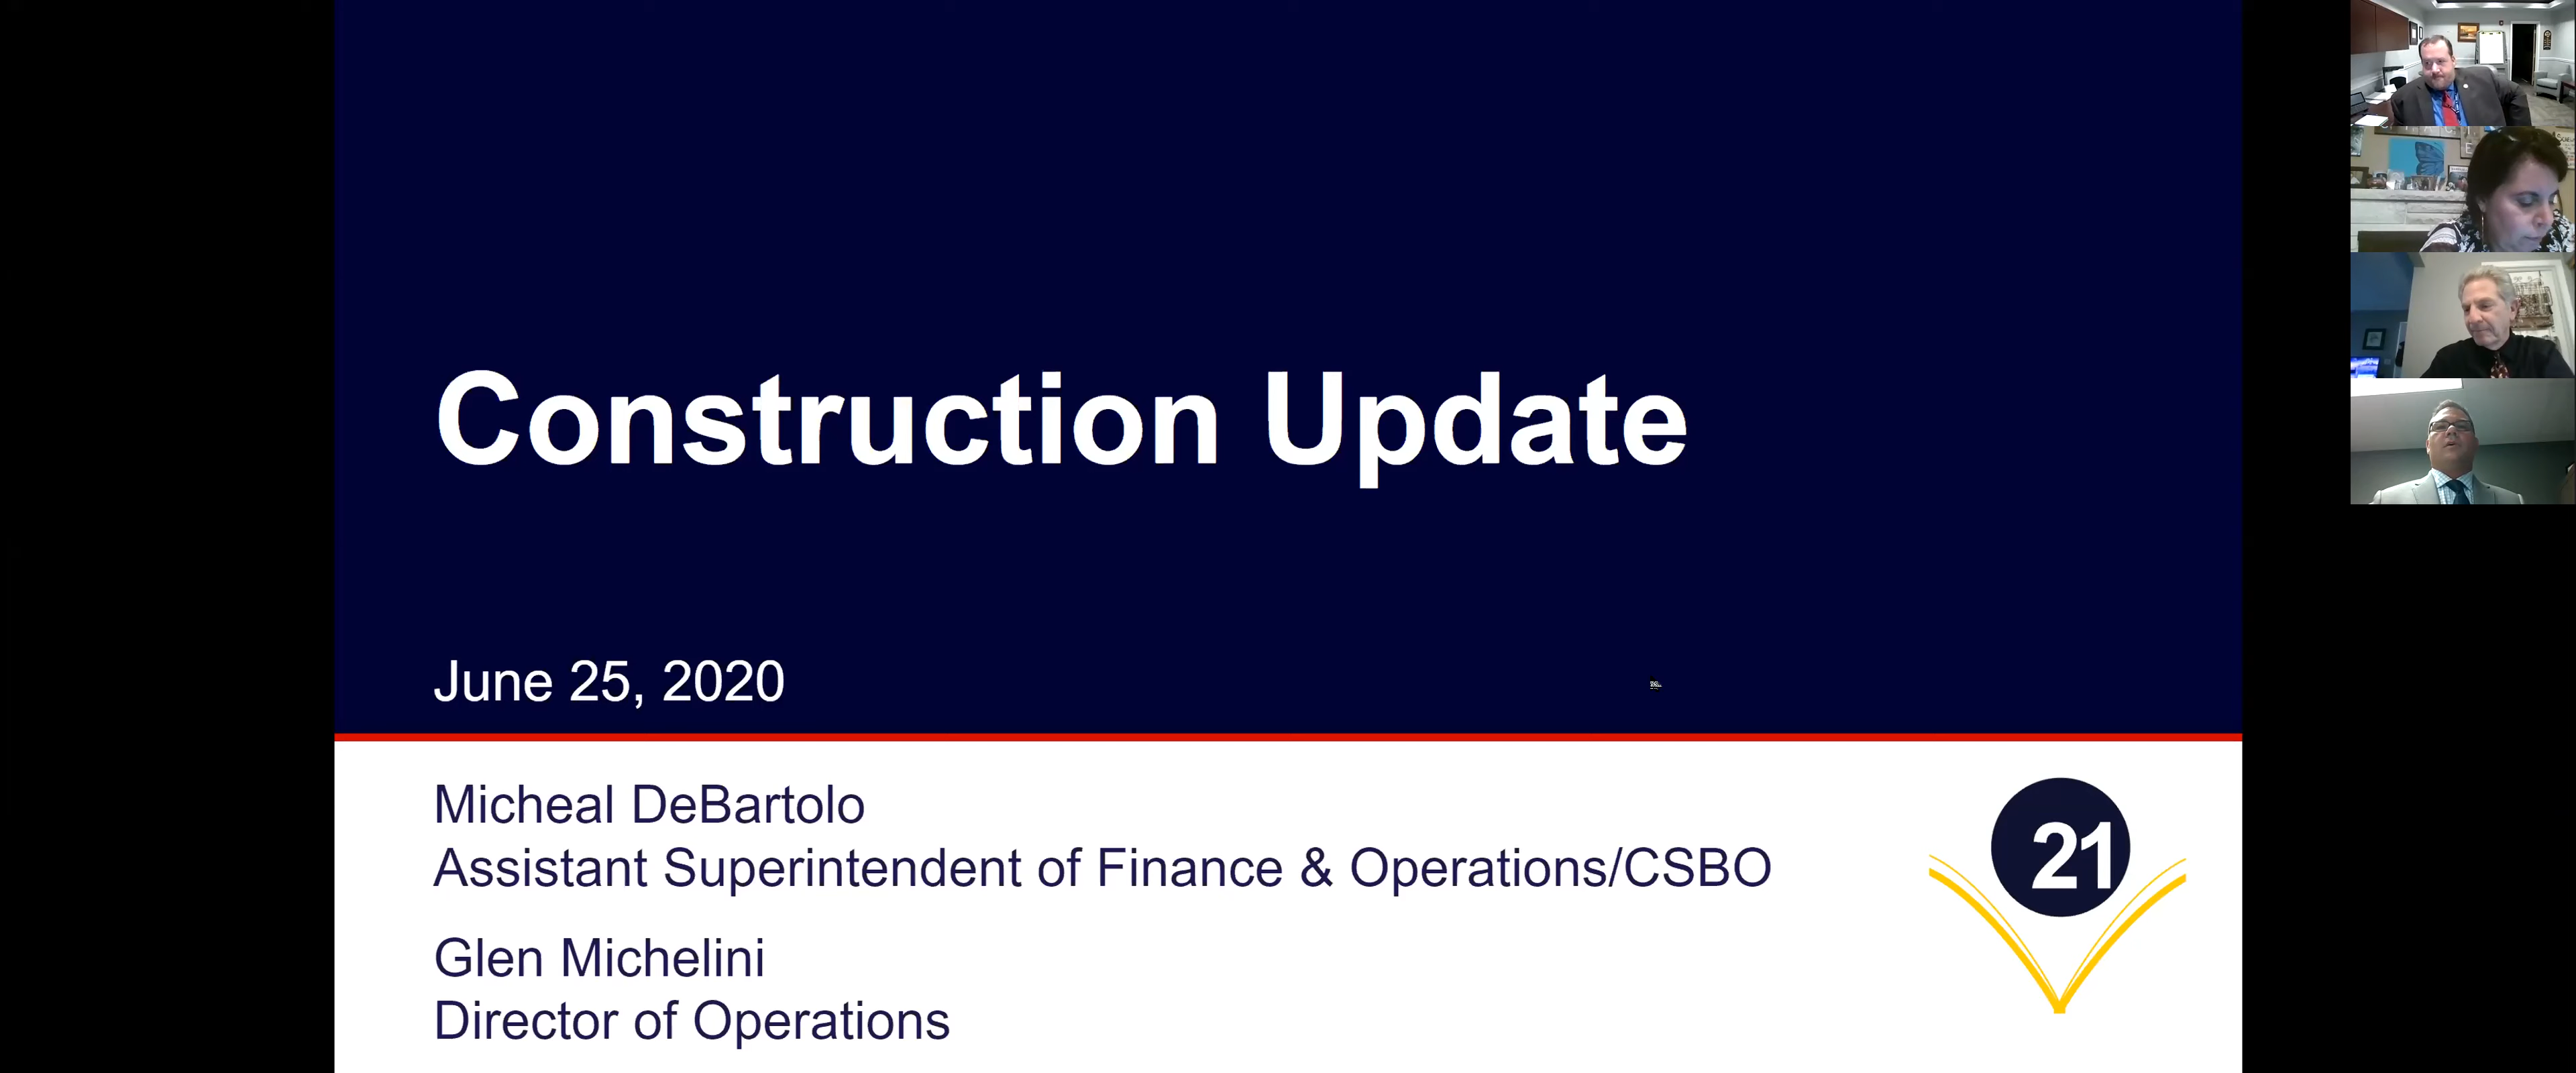 Construction Update
June 25, 2020
Micheal DeBartolo
Assistant Superintendent of Finance & Operations/CSBO
Glen Michelini
Director of Operations
21